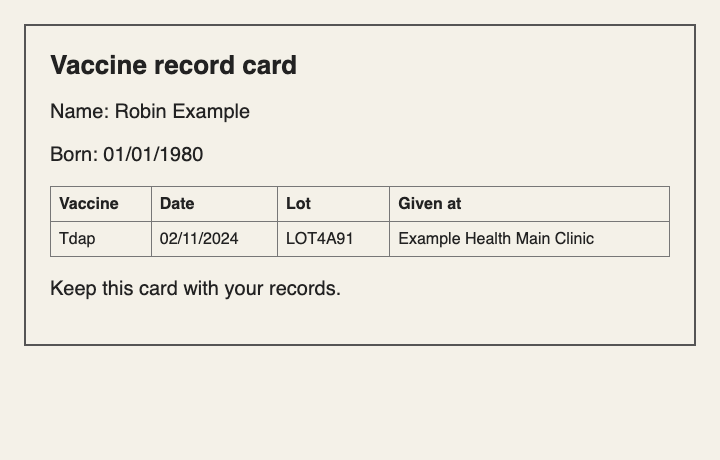 Vaccine record card
Name: Robin Example
Born: 01/01/1980
Vaccine Date Lot Given at
Tdap 02/11/2024 LOT4A91 Example Health Main Clinic
Keep this card with your records.